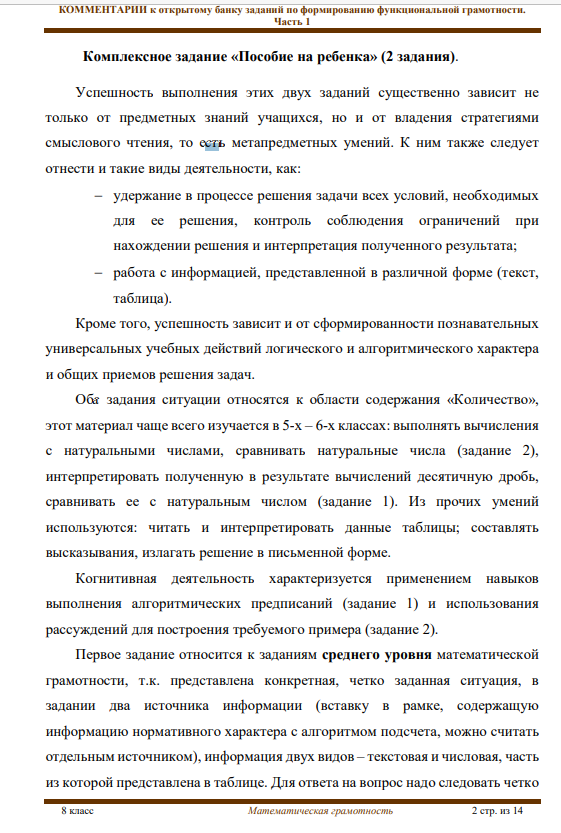 КОММЕНТАРИИ к открытому банку заданий по формированию функциональной грамотности.
Часть 1
Комплексное задание «Пособие на ребенка» (2 задания).
Успешность выполнения этих двух заданий существенно зависит не
только от предметных знаний учащихся, но и от владения стратегиями
смыслового чтения, то есть метапредметных умений. К ним также следует
отнести и такие виды деятельности, как:
− удержание в процессе решения задачи всех условий, необходимых
для ее решения, контроль соблюдения ограничений при
нахождении решения и интерпретация полученного результата;
− работа с информацией, представленной в различной форме (текст,
таблица).
Кроме того, успешность зависит и от сформированности познавательных
универсальных учебных действий логического и алгоритмического характера
и общих приемов решения задач.
Оба задания ситуации относятся к области содержания «Количество»,
этот материал чаще всего изучается в 5-х – 6-х классах: выполнять вычисления
с натуральными числами, сравнивать натуральные числа (задание 2),
интерпретировать полученную в результате вычислений десятичную дробь,
сравнивать ее с натуральным числом (задание 1). Из прочих умений
используются: читать и интерпретировать данные таблицы; составлять
высказывания, излагать решение в письменной форме.
Когнитивная деятельность характеризуется применением навыков
выполнения алгоритмических предписаний (задание 1) и использования
рассуждений для построения требуемого примера (задание 2).
Первое задание относится к заданиям среднего уровня математической
грамотности, т.к. представлена конкретная, четко заданная ситуация, в
задании два источника информации (вставку в рамке, содержащую
информацию нормативного характера с алгоритмом подсчета, можно считать
отдельным источником), информация двух видов – текстовая и числовая, часть
из которой представлена в таблице. Для ответа на вопрос надо следовать четко
8 класс Математическая грамотность 2 стр. из 14